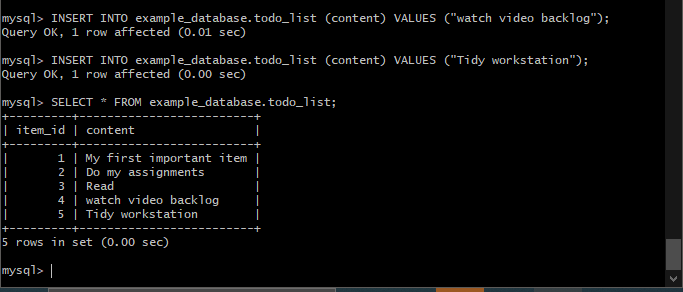 mysql> INSERT INTO example_database.todo_list (content) VALUES ("watch video backlog");
Query OK, 1 row affected (0.01 sec)
mysql> INSERT INTO example_database.todo_list (content) VALUES ("Tidy workstation");
Query OK, 1 row affected (0.00 sec)
mysql> SELECT * FROM example_database.todo_list;
+---------+-------------------------+
| item_id | content                 |
+---------+-------------------------+
|       1 | My first important item |
|       2 | Do my assignments       |
|       3 | Read                    |
|       4 | watch video backlog     |
|       5 | Tidy workstation        |
+---------+-------------------------+
5 rows in set (0.00 sec)
mysql>